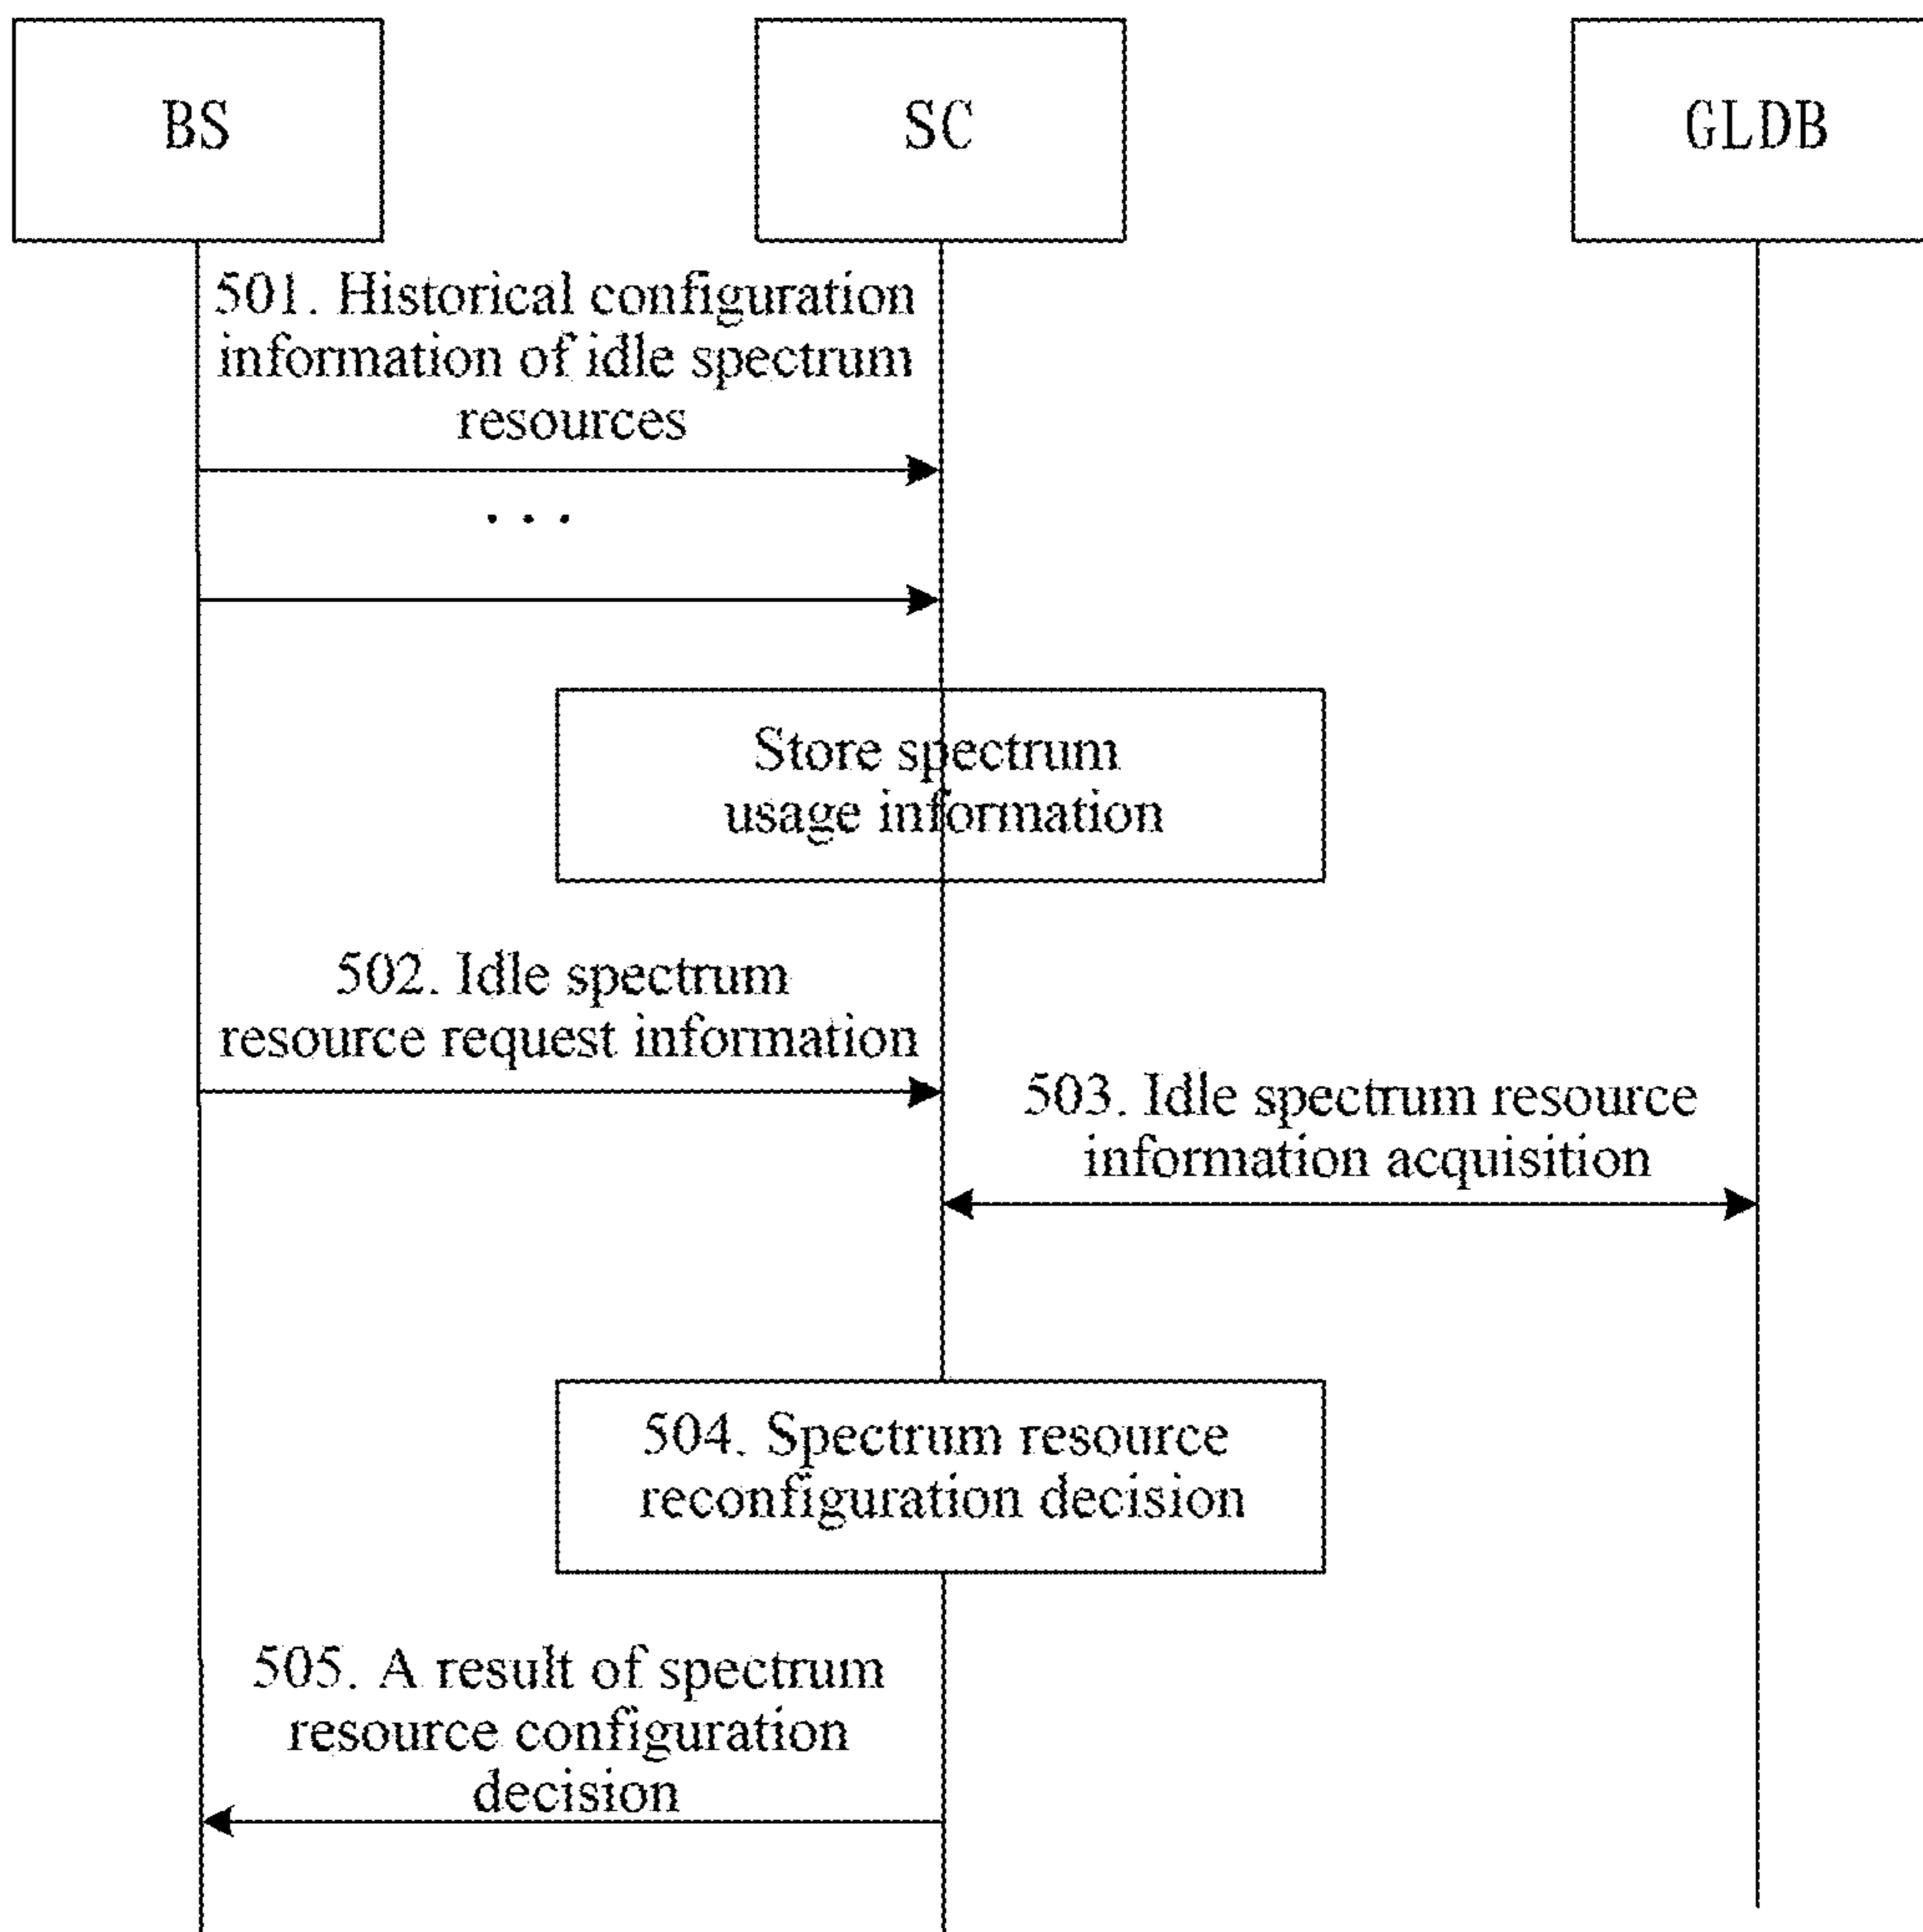 BS
SC
GLDB
501. Historical configuration
information of idle spectrum
resources
. . .
Store spectrum
usage information
502. Idle spectrum
resource request information
503. Idle spectrum resource
information acquisition
504. Spectrum resource
reconfiguration decision
505. A result of spectrum
resource configuration
decision